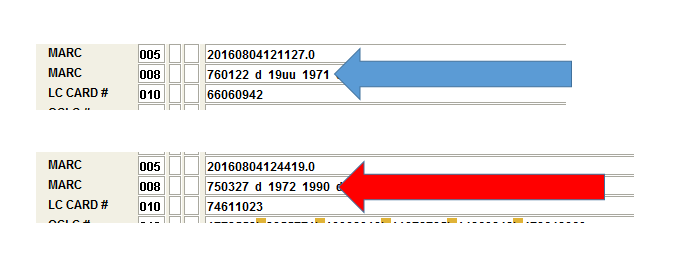 MARC 005 20160804121127.0
MARC 008 760122 d 19uu 1971
LC CARD # 010 66060942
MARC 005 20160804124419.0
MARC 008 750327 d 1972 1990
LC CARD # 010 74611023